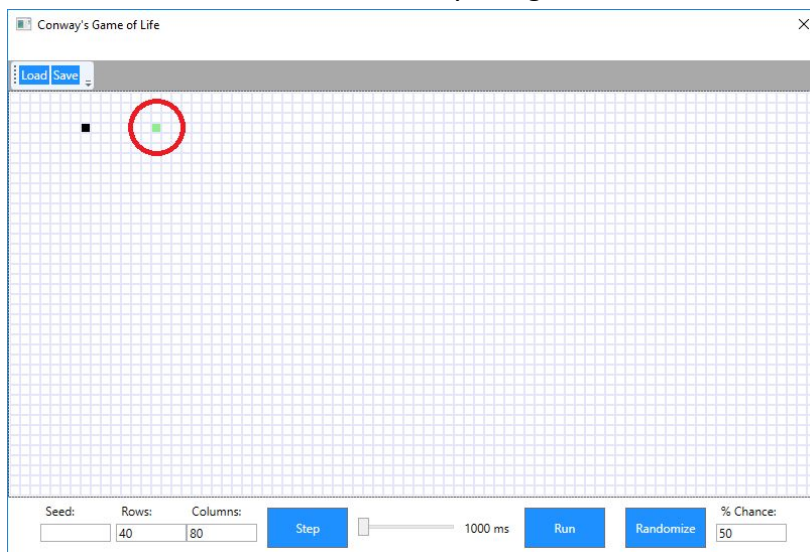 Conway's Game of Life
Load Save
Seed: Rows: Columns: % Chance:
Step 1000 ms Run Randomize
40 80 50